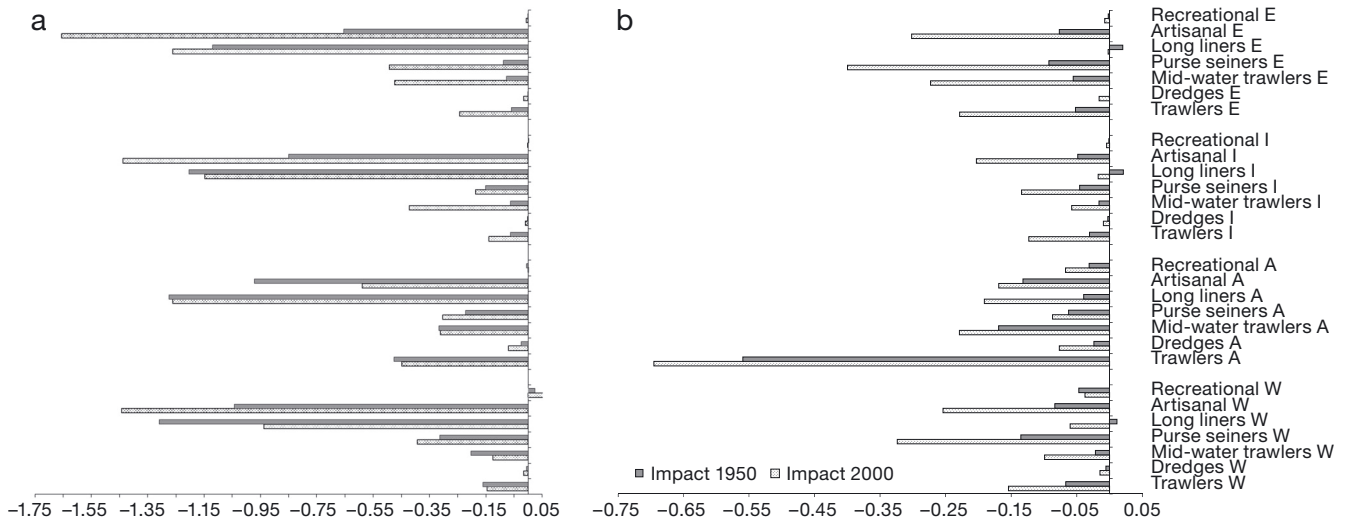 a
b
Recreational E
Artisanal E
Long liners E
Purse seiners E
Mid-water trawlers E
Dredges E
Trawlers E
Recreational I
Artisanal I
Long liners I
Purse seiners I
Mid-water trawlers I
Dredges I
Trawlers I
Recreational A
Artisanal A
Long liners A
Purse seiners A
Mid-water trawlers A
Dredges A
Trawlers A
Recreational W
Artisanal W
Long liners W
Purse seiners W
Mid-water trawlers W
Dredges W
Trawlers W
Impact 1950 Impact 2000
−1.75 −1.55 −1.35 −1.15 −0.95 −0.75 −0.55 −0.35 −0.15 0.05
−0.75 −0.65 −0.55 −0.45 −0.35 −0.25 −0.15 −0.05 0.05